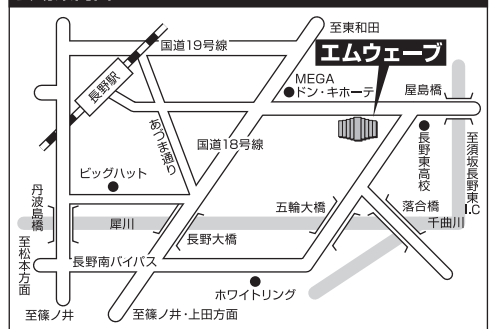 至東和田
国道19号線
エムウェーブ
長野駅
MEGA
ドン・キホーテ
屋島橋
あづま通り
国道18号線
長野東高校
至須坂長野東I.C
ビッグハット
丹波島橋
五輪大橋
落合橋
犀川
千曲川
長野大橋
至松本方面
長野南バイパス
ホワイトリング
至篠ノ井
至篠ノ井・上田方面